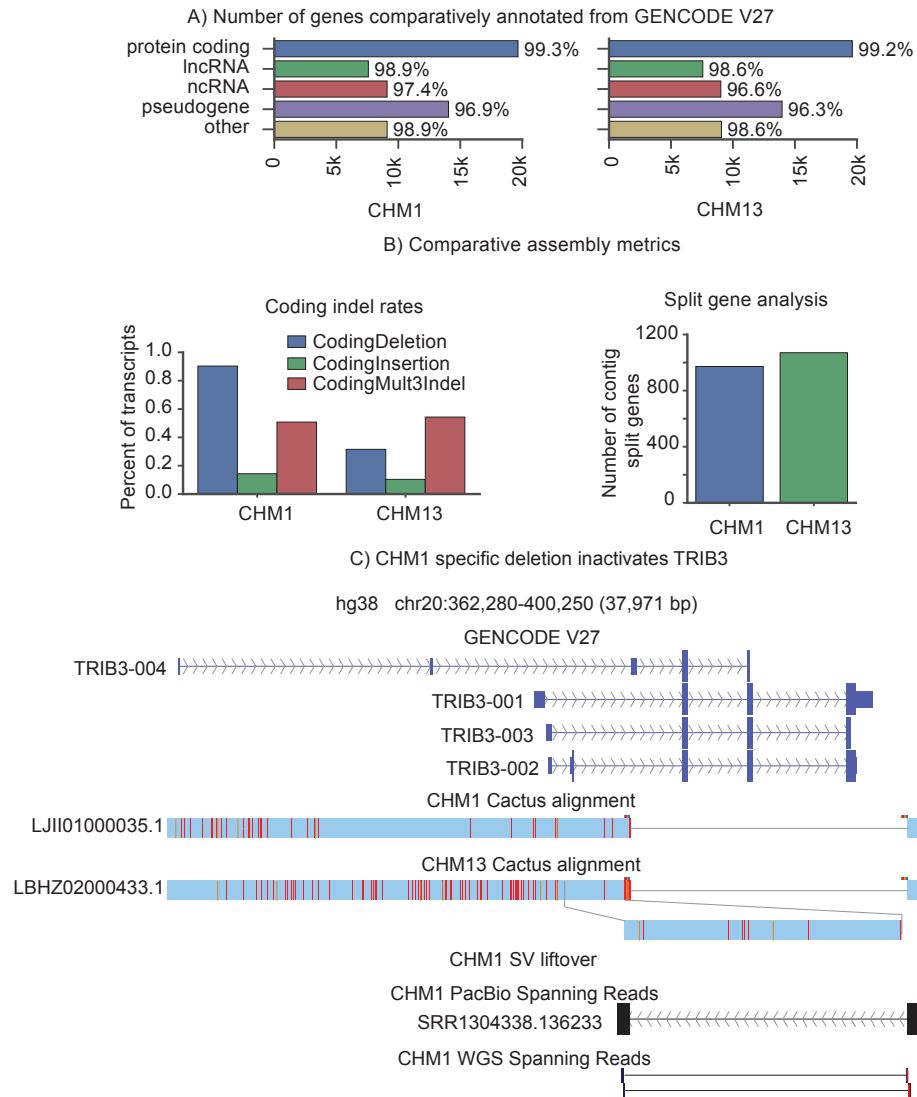 A) Number of genes comparatively annotated from GENCODE V27
protein coding
lncRNA
ncRNA
pseudogene
other
99.3%
98.9%
97.4%
96.9%
98.9%
0
5k
10k
15k
20k
CHM1
99.2%
98.6%
96.6%
96.3%
98.6%
0
5k
10k
15k
20k
CHM13
B) Comparative assembly metrics
Coding indel rates
CodingDeletion
CodingInsertion
CodingMult3Indel
Percent of transcripts
1.0
0.8
0.6
0.4
0.2
0.0
CHM1
CHM13
Split gene analysis
Number of contig
split genes
1200
800
400
0
CHM1
CHM13
C) CHM1 specific deletion inactivates TRIB3
hg38 chr20:362,280-400,250 (37,971 bp)
GENCODE V27
TRIB3-004
TRIB3-001
TRIB3-003
TRIB3-002
CHM1 Cactus alignment
LJII01000035.1
CHM13 Cactus alignment
LBHZ02000433.1
CHM1 SV liftover
CHM1 PacBio Spanning Reads
SRR1304338.136233
CHM1 WGS Spanning Reads